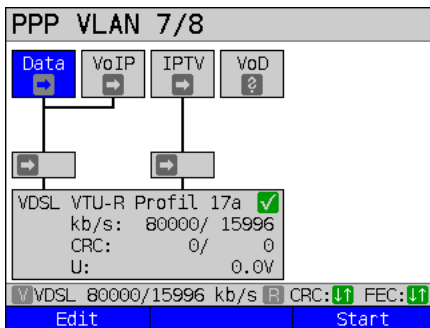 PPP VLAN 7/8
Data VoIP IPTV VoD
?
VDSL VTU-R Profil 17a
kb/s: 80000/ 15996
CRC: 0/ 0
U: 0.0V
V VDSL 80000/15996 kb/s R CRC: FEC:
Edit Start